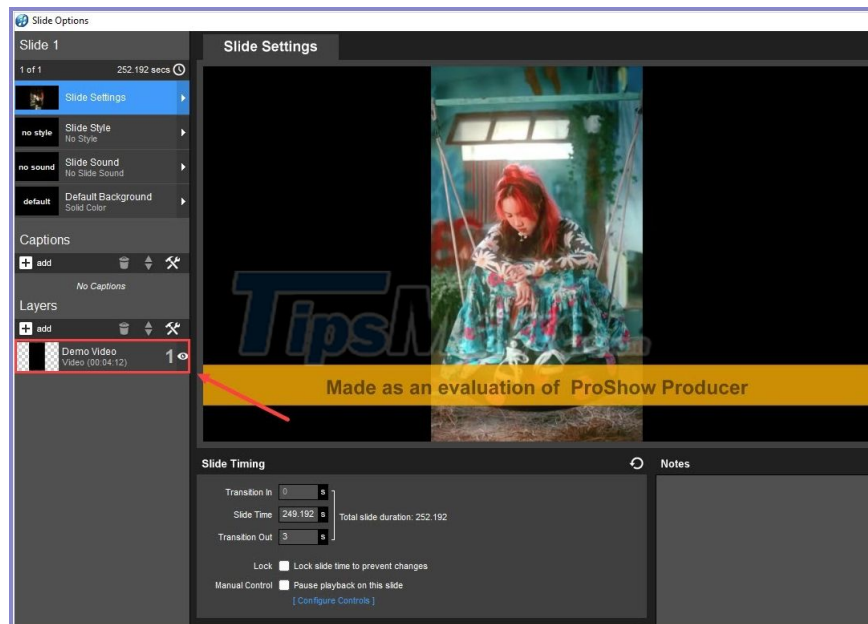 Slide Options
Slide 1
1 of 1 252.192 secs
Slide Settings
no style Slide Style
No Style
no sound Slide Sound
No Slide Sound
default Default Background
Solid Color
Captions
add
No Captions
Layers
add
Demo Video
Video (00:04:12)
1
Slide Settings
Made as an evaluation of ProShow Producer
Slide Timing
Transition In 0 s
Slide Time 249.192 s
Total slide duration: 252.192
Transition Out 3 s
Lock Lock slide time to prevent changes
Manual Control Pause playback on this slide
[ Configure Controls ]
Notes